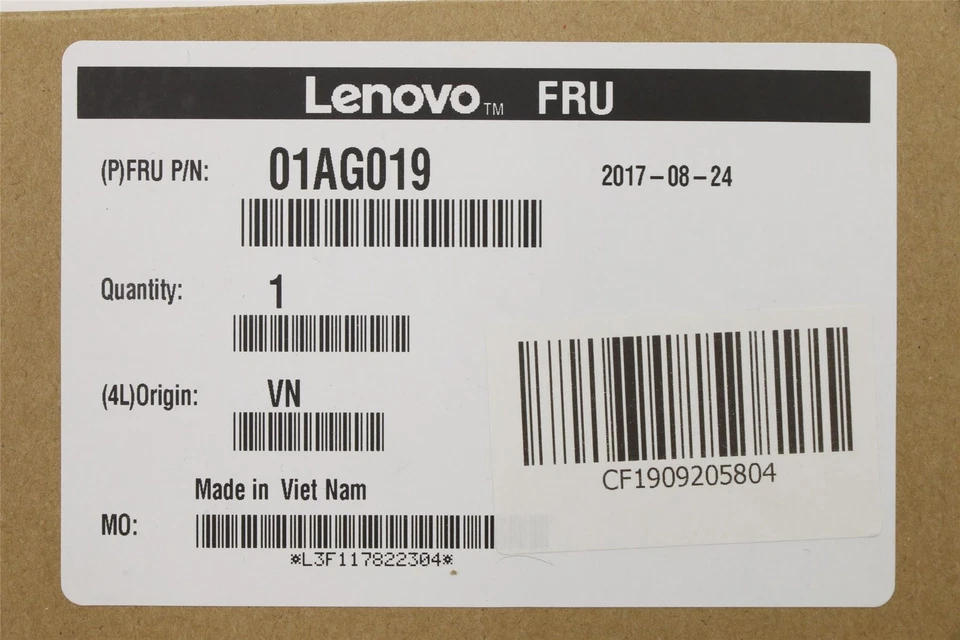 Lenovo™ FRU
(P)FRU P/N: 01AG019 2017-08-24
Quantity: 1
(4L)Origin: VN
Made in Viet Nam
MO:
*L3F117822304*
CF1909205804